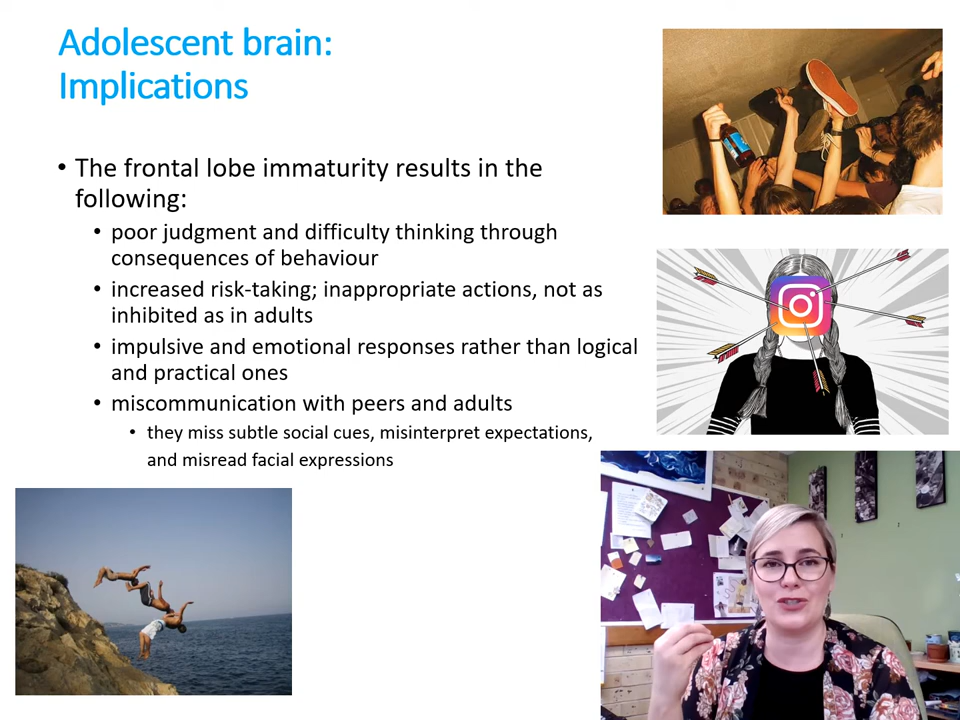 Adolescent brain:
Implications
• The frontal lobe immaturity results in the
following:
• poor judgment and difficulty thinking through
consequences of behaviour
• increased risk-taking; inappropriate actions, not as
inhibited as in adults
• impulsive and emotional responses rather than logical
and practical ones
• miscommunication with peers and adults
• they miss subtle social cues, misinterpret expectations,
and misread facial expressions